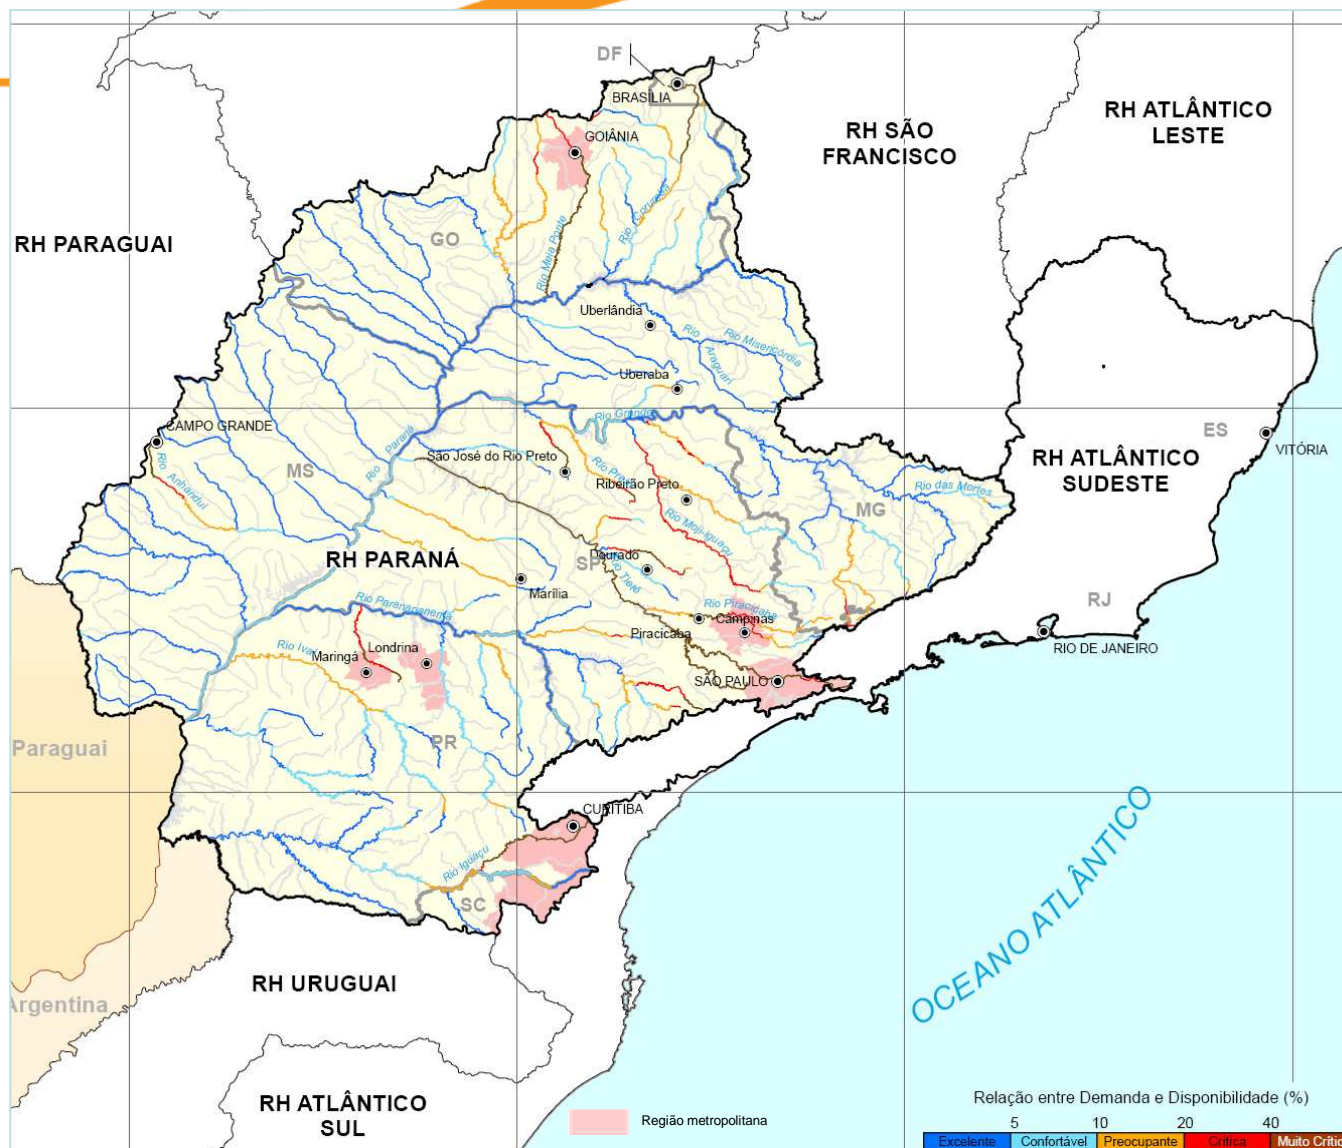 DF
BRASÍLIA
RH ATLÂNTICO
LESTE
RH SÃO
FRANCISCO
GOIÂNIA
RH PARAGUAI
GO
Rio Corumbá
Rio Meia Ponte
Uberlândia
Rio Araguari
Rio Misericórdia
Uberaba
CAMPO GRANDE
Rio Grande
ES
VITÓRIA
Rio Paraná
MS
São José do Rio Preto
Rio Pardo
Ribeirão Preto
RH ATLÂNTICO
SUDESTE
Rio Anhanduí
Rio das Mortes
MG
Rio Moji-Iguaçu
RH PARANÁ
SP
Dourado
Rio Tietê
Marília
Rio Paranapanema
Rio Piracicaba
RJ
Campinas
Piracicaba
RIO DE JANEIRO
Rio Ivaí
Londrina
Maringá
SÃO PAULO
Paraguai
PR
CURITIBA
Rio Iguaçu
SC
OCEANO ATLÂNTICO
RH URUGUAI
Argentina
RH ATLÂNTICO
SUL
Região metropolitana
Relação entre Demanda e Disponibilidade (%)
5 10 20 40
Excelente Confortável Preocupante Crítica Muito Crític